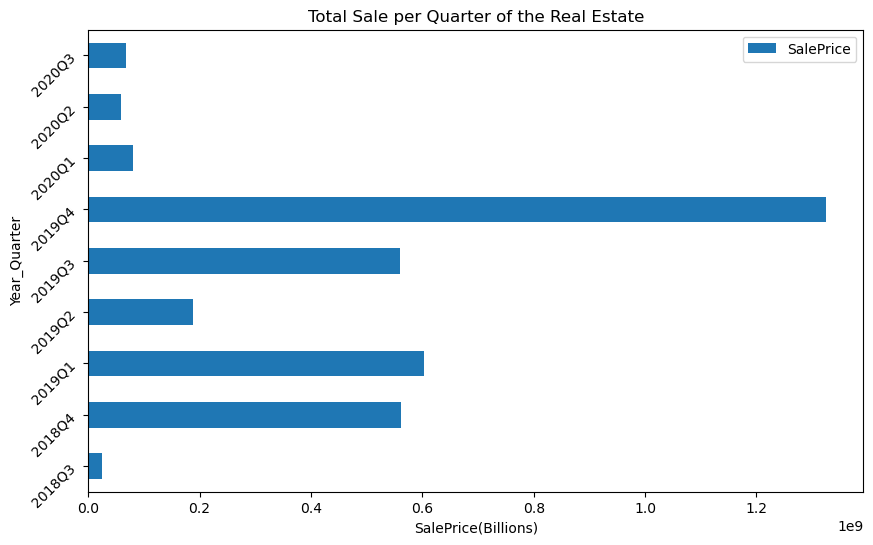 Total Sale per Quarter of the Real Estate
SalePrice
Year_Quarter
2020Q3
2020Q2
2020Q1
2019Q4
2019Q3
2019Q2
2019Q1
2018Q4
2018Q3
0.0 0.2 0.4 0.6 0.8 1.0 1.2
1e9
SalePrice(Billions)